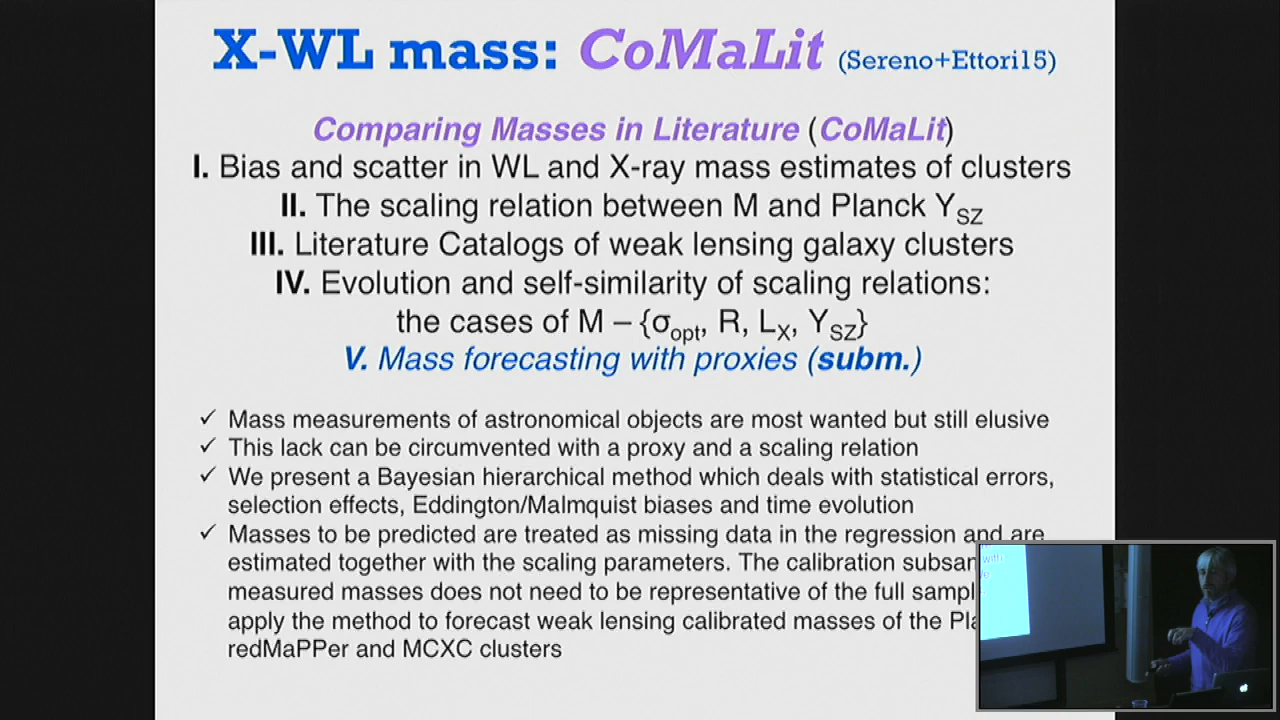 X-WL mass: CoMaLit (Sereno+Ettori15)
Comparing Masses in Literature (CoMaLit)
I. Bias and scatter in WL and X-ray mass estimates of clusters
II. The scaling relation between M and Planck Y_SZ
III. Literature Catalogs of weak lensing galaxy clusters
IV. Evolution and self-similarity of scaling relations:
the cases of M – {σ_opt, R, L_X, Y_SZ}
V. Mass forecasting with proxies (subm.)
✓ Mass measurements of astronomical objects are most wanted but still elusive
✓ This lack can be circumvented with a proxy and a scaling relation
✓ We present a Bayesian hierarchical method which deals with statistical errors,
selection effects, Eddington/Malmquist biases and time evolution
✓ Masses to be predicted are treated as missing data in the regression and are
estimated together with the scaling parameters. The calibration
measured masses does not need to be representative of the full
apply the method to forecast weak lensing calibrated masses of the
redMaPPer and MCXC clusters
with